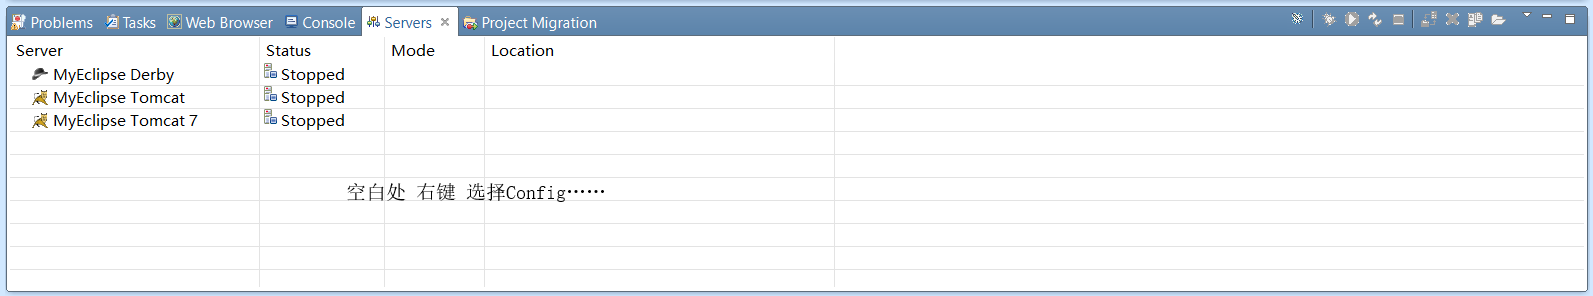 Problems Tasks Web Browser Console Servers Project Migration
Server Status Mode Location
MyEclipse Derby Stopped
MyEclipse Tomcat Stopped
MyEclipse Tomcat 7 Stopped
空白处 右键 选择Config……